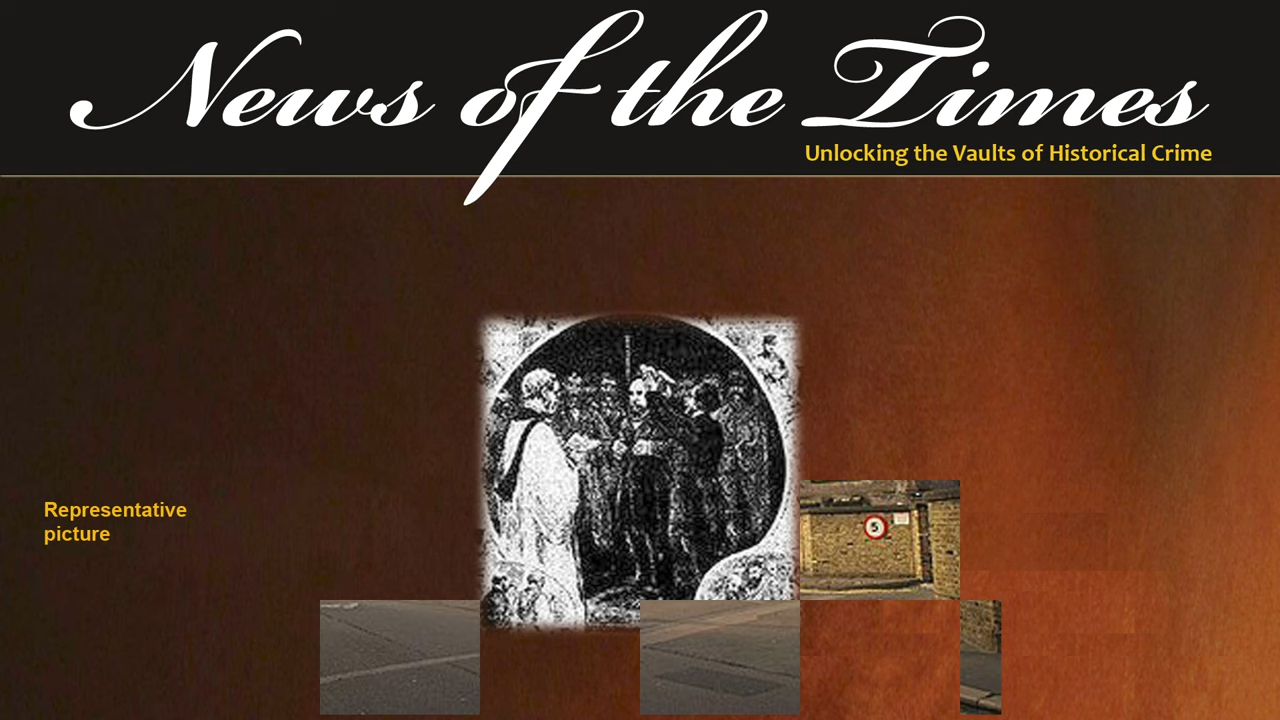 News of the Times
Unlocking the Vaults of Historical Crime
Representative
picture
5